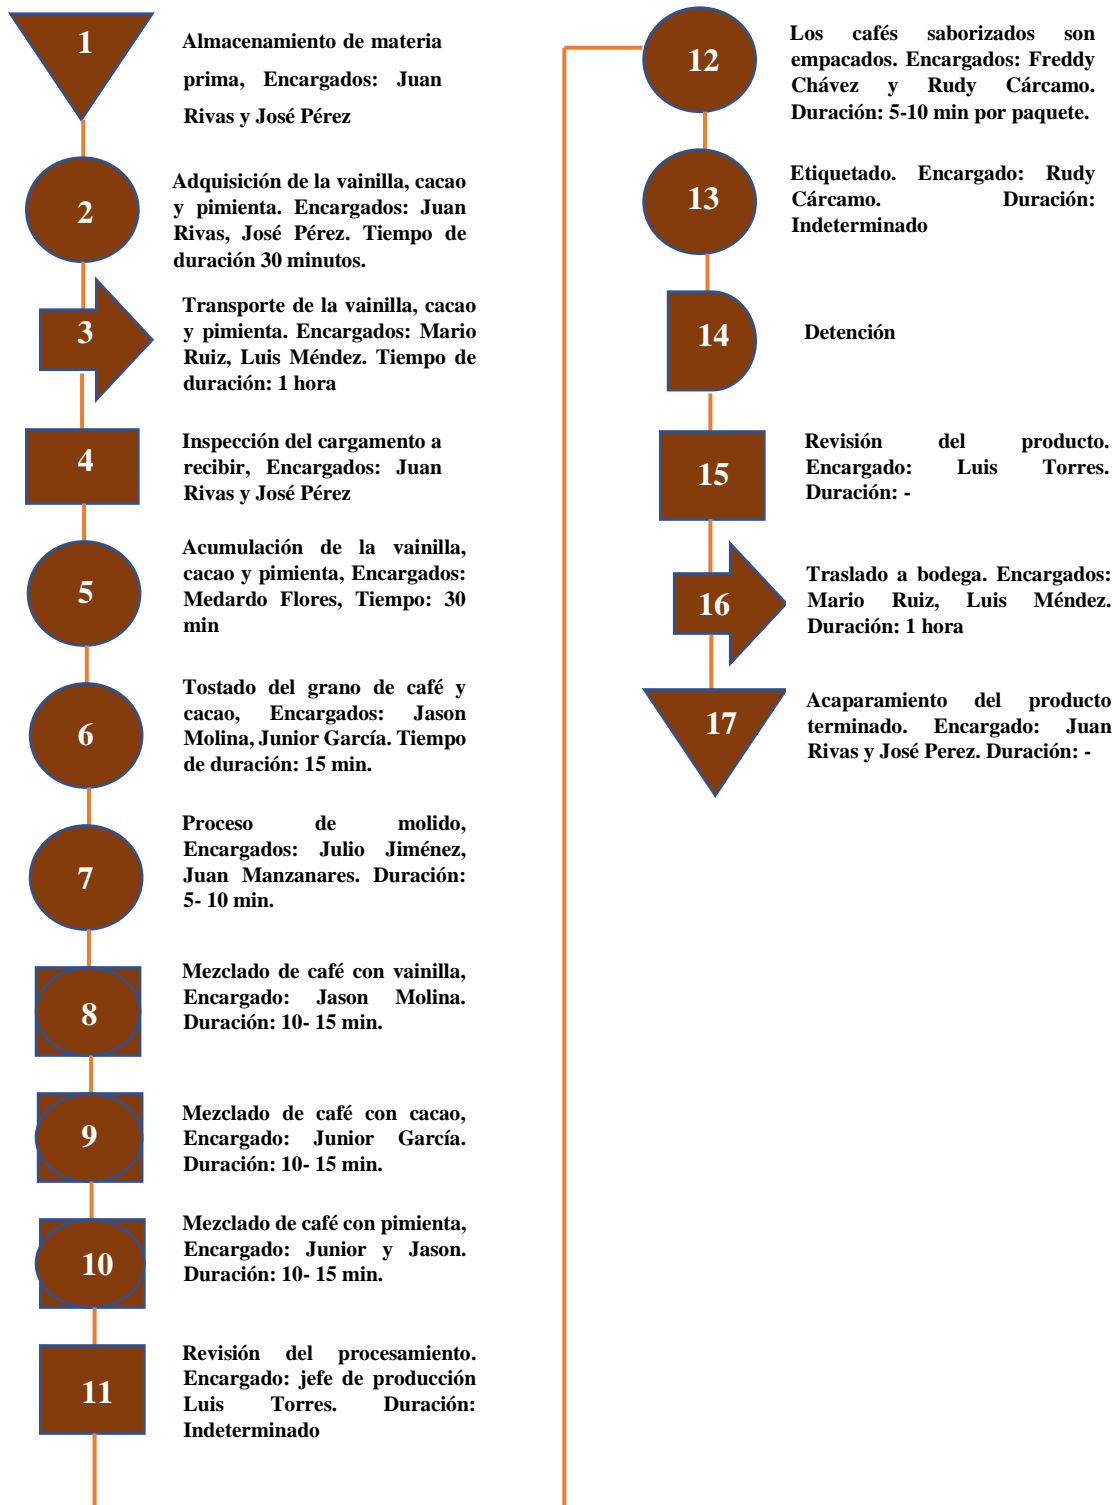 1
Almacenamiento de materia
prima, Encargados: Juan
Rivas y José Pérez
2
Adquisición de la vainilla, cacao
y pimienta. Encargados: Juan
Rivas, José Pérez. Tiempo de
duración 30 minutos.
3
Transporte de la vainilla, cacao
y pimienta. Encargados: Mario
Ruiz, Luis Méndez. Tiempo de
duración: 1 hora
4
Inspección del cargamento a
recibir, Encargados: Juan
Rivas y José Pérez
5
Acumulación de la vainilla,
cacao y pimienta, Encargados:
Medardo Flores, Tiempo: 30
min
6
Tostado del grano de café y
cacao, Encargados: Jason
Molina, Junior García. Tiempo
de duración: 15 min.
7
Proceso de molido,
Encargados: Julio Jiménez,
Juan Manzanares. Duración:
5- 10 min.
8
Mezclado de café con vainilla,
Encargado: Jason Molina.
Duración: 10- 15 min.
9
Mezclado de café con cacao,
Encargado: Junior García.
Duración: 10- 15 min.
10
Mezclado de café con pimienta,
Encargado: Junior y Jason.
Duración: 10- 15 min.
11
Revisión del procesamiento.
Encargado: jefe de producción
Luis Torres. Duración:
Indeterminado
12
Los cafés saborizados son
empacados. Encargados: Freddy
Chávez y Rudy Cárcamo.
Duración: 5-10 min por paquete.
13
Etiquetado. Encargado: Rudy
Cárcamo. Duración:
Indeterminado
14
Detención
15
Revisión del producto.
Encargado: Luis Torres.
Duración: -
16
Traslado a bodega. Encargados:
Mario Ruiz, Luis Méndez.
Duración: 1 hora
17
Acaparamiento del producto
terminado. Encargado: Juan
Rivas y José Perez. Duración: -